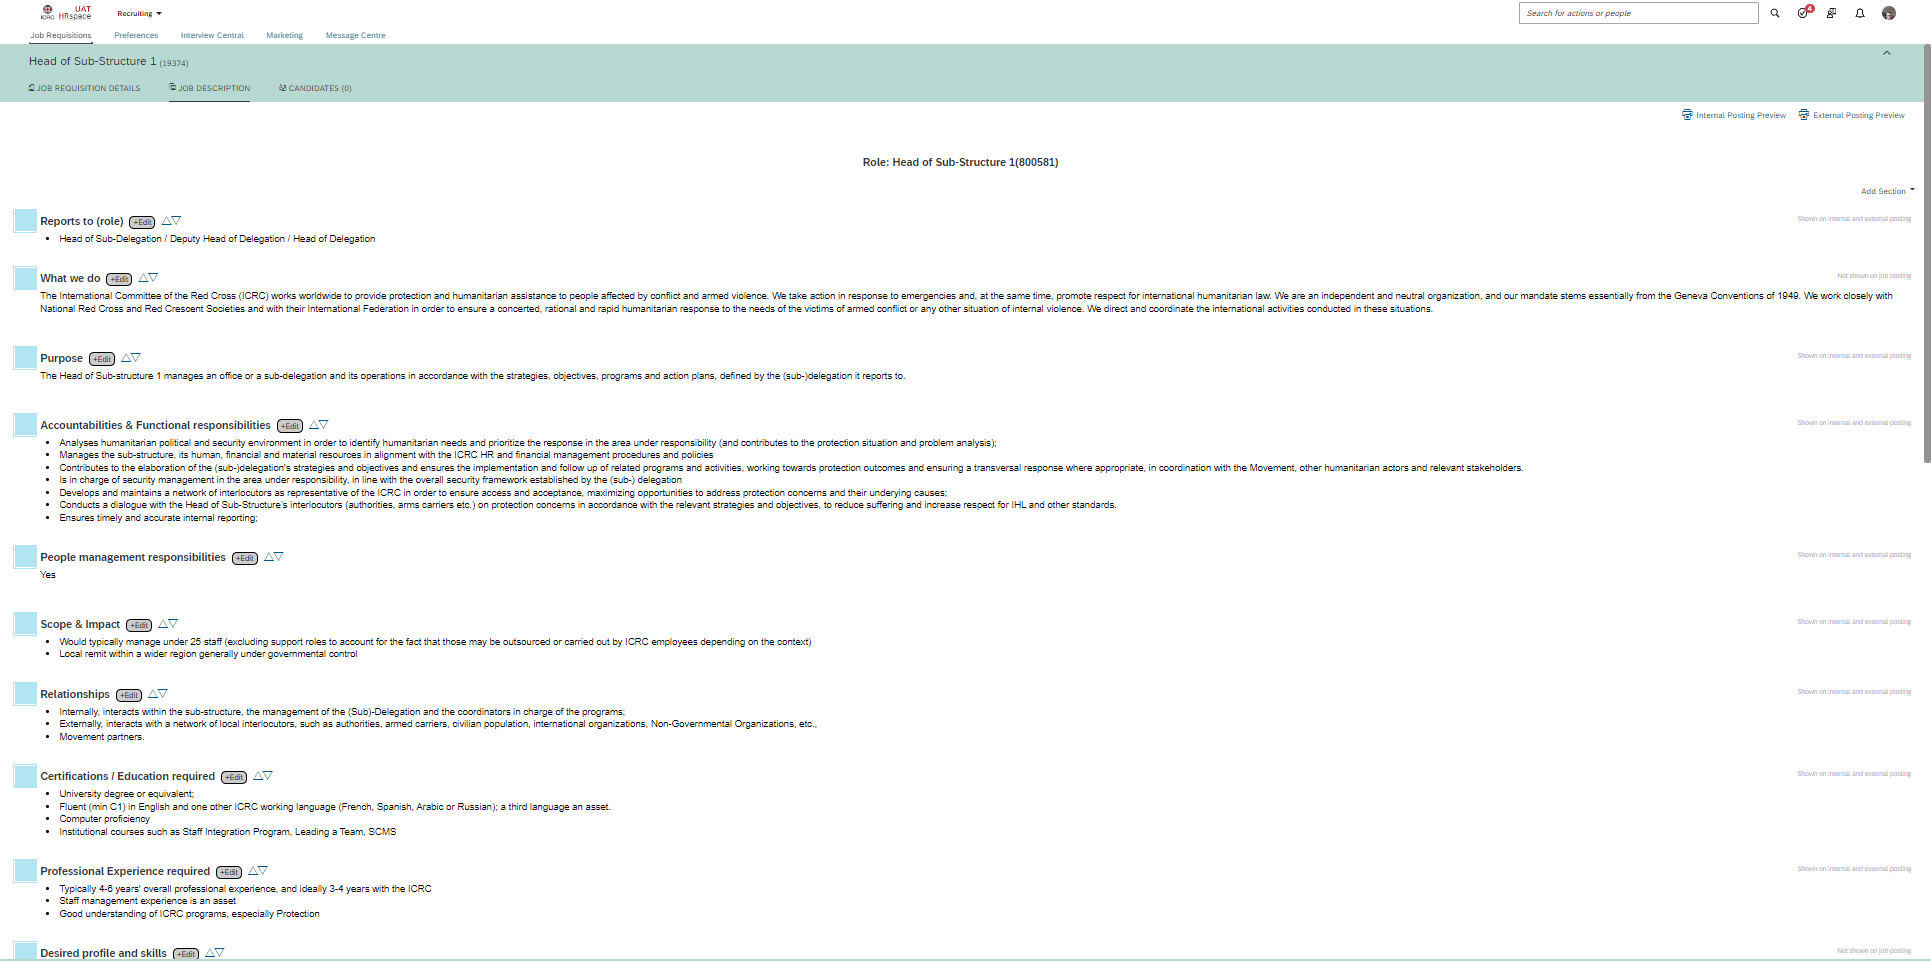 ICRC
UAT
HRspace
Recruiting
Search for actions or people
4
Job Requisitions
Preferences
Interview Central
Marketing
Message Centre
Head of Sub-Structure 1 (19374)
JOB REQUISITION DETAILS
JOB DESCRIPTION
CANDIDATES (0)
Internal Posting Preview
External Posting Preview
Role: Head of Sub-Structure 1(800581)
Add Section
Reports to (role) +Edit
Shown on internal and external posting
• Head of Sub-Delegation / Deputy Head of Delegation / Head of Delegation
What we do +Edit
Not shown on job posting
The International Committee of the Red Cross (ICRC) works worldwide to provide protection and humanitarian assistance to people affected by conflict and armed violence. We take action in response to emergencies and, at the same time, promote respect for international humanitarian law. We are an independent and neutral organization, and our mandate stems essentially from the Geneva Conventions of 1949. We work closely with
National Red Cross and Red Crescent Societies and with their International Federation in order to ensure a concerted, rational and rapid humanitarian response to the needs of the victims of armed conflict or any other situation of internal violence. We direct and coordinate the international activities conducted in these situations.
Purpose +Edit
Shown on internal and external posting
The Head of Sub-structure 1 manages an office or a sub-delegation and its operations in accordance with the strategies, objectives, programs and action plans, defined by the (sub-)delegation it reports to.
Accountabilities & Functional responsibilities +Edit
Shown on internal and external posting
• Analyses humanitarian political and security environment in order to identify humanitarian needs and prioritize the response in the area under responsibility (and contributes to the protection situation and problem analysis);
• Manages the sub-structure, its human, financial and material resources in alignment with the ICRC HR and financial management procedures and policies
• Contributes to the elaboration of the (sub-)delegation's strategies and objectives and ensures the implementation and follow up of related programs and activities, working towards protection outcomes and ensuring a transversal response where appropriate, in coordination with the Movement, other humanitarian actors and relevant stakeholders.
• Is in charge of security management in the area under responsibility, in line with the overall security framework established by the (sub-) delegation
• Develops and maintains a network of interlocutors as representative of the ICRC in order to ensure access and acceptance, maximizing opportunities to address protection concerns and their underlying causes;
• Conducts a dialogue with the Head of Sub-Structure's interlocutors (authorities, arms carriers etc.) on protection concerns in accordance with the relevant strategies and objectives, to reduce suffering and increase respect for IHL and other standards.
• Ensures timely and accurate internal reporting;
People management responsibilities +Edit
Shown on internal and external posting
Yes
Scope & Impact +Edit
Shown on internal and external posting
• Would typically manage under 25 staff (excluding support roles to account for the fact that those may be outsourced or carried out by ICRC employees depending on the context)
• Local remit within a wider region generally under governmental control
Relationships +Edit
Shown on internal and external posting
• Internally, interacts within the sub-structure, the management of the (Sub)-Delegation and the coordinators in charge of the programs;
• Externally, interacts with a network of local interlocutors, such as authorities, armed carriers, civilian population, international organizations, Non-Governmental Organizations, etc.,
• Movement partners.
Certifications / Education required +Edit
Shown on internal and external posting
• University degree or equivalent;
• Fluent (min C1) in English and one other ICRC working language (French, Spanish, Arabic or Russian); a third language an asset.
• Computer proficiency
• Institutional courses such as Staff Integration Program, Leading a Team, SCMS
Professional Experience required +Edit
Shown on internal and external posting
• Typically 4-6 years' overall professional experience, and ideally 3-4 years with the ICRC
• Staff management experience is an asset
• Good understanding of ICRC programs, especially Protection
Desired profile and skills +Edit
Not shown on job posting